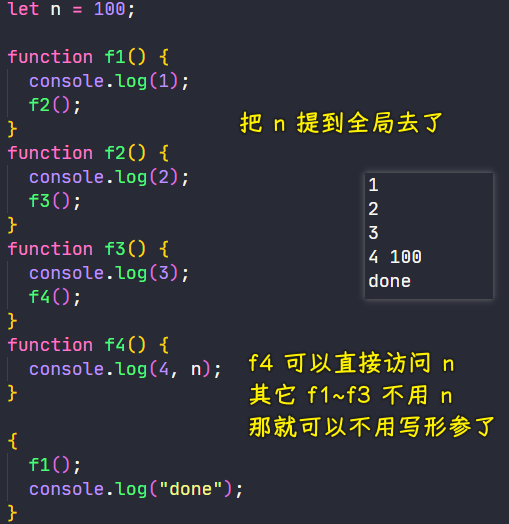 let n = 100;
function f1() {
console.log(1);
f2();
}
把 n 提到全局去了
function f2() {
console.log(2);
f3();
}
function f3() {
console.log(3);
f4();
}
1
2
3
4 100
done
function f4() {
console.log(4, n);
}
f4 可以直接访问 n
其它 f1~f3 不用 n
那就可以不用写形参了
{
f1();
console.log("done");
}